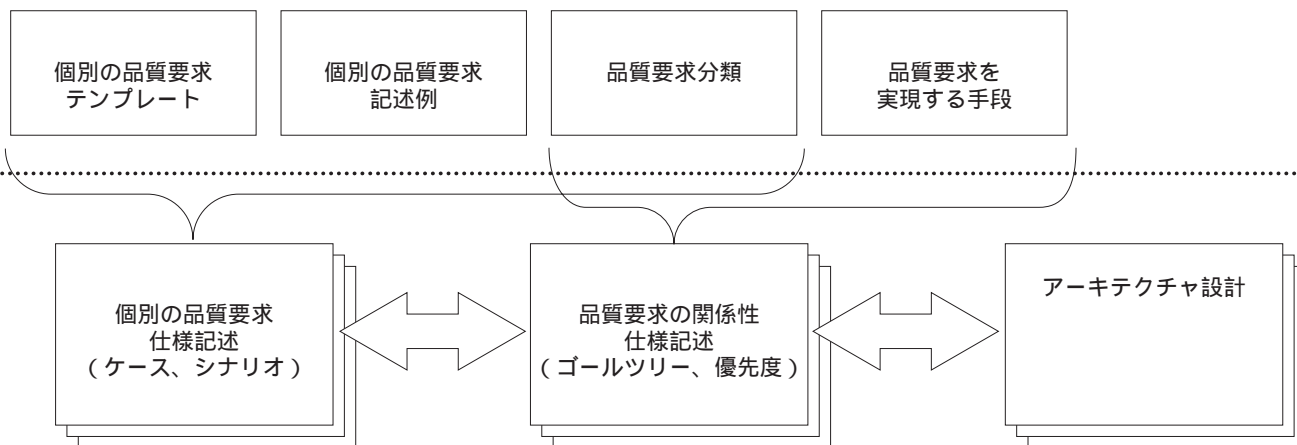 個別の品質要求
テンプレート
個別の品質要求
記述例
品質要求分類
品質要求を
実現する手段
個別の品質要求
仕様記述
(ケース、シナリオ)
品質要求の関係性
仕様記述
(ゴールツリー、優先度)
アーキテクチャ設計